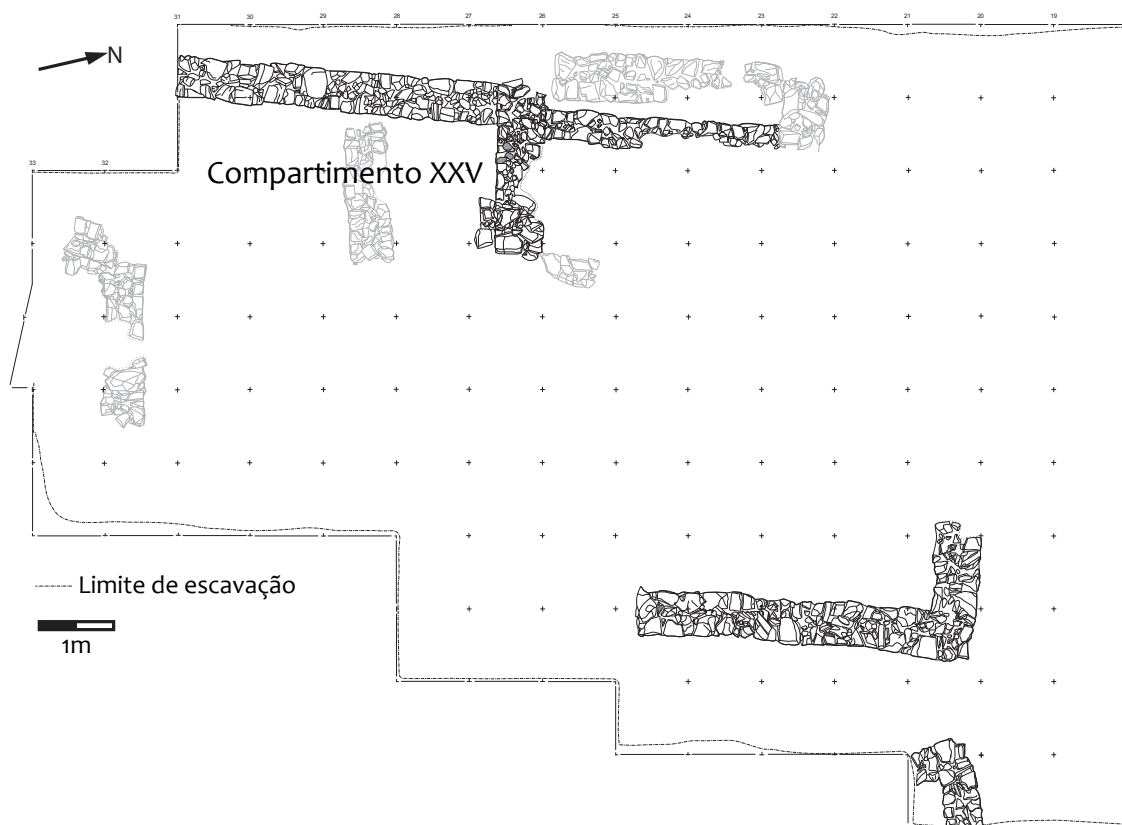 31 30 29 28 27 26 25 24 23 22 21 20 19
N
33 32
Compartimento XXV
Limite de escavação
1m